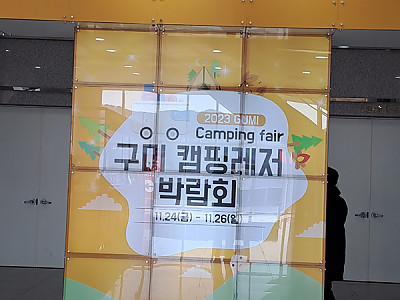 2023 GUMI
Camping fair
구미 캠핑레저
박람회
11.24(금) - 11.26(일)